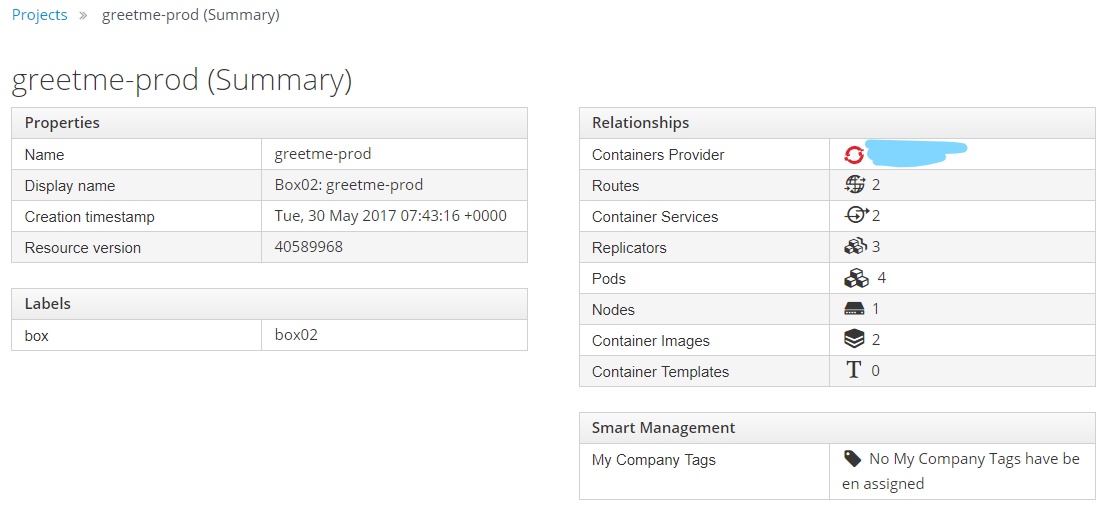 Projects » greetme-prod (Summary)
greetme-prod (Summary)
Properties
Name greetme-prod
Display name Box02: greetme-prod
Creation timestamp Tue, 30 May 2017 07:43:16 +0000
Resource version 40589968
Labels
box box02
Relationships
Containers Provider
Routes 2
Container Services 2
Replicators 3
Pods 4
Nodes 1
Container Images 2
Container Templates 0
Smart Management
My Company Tags No My Company Tags have be
en assigned